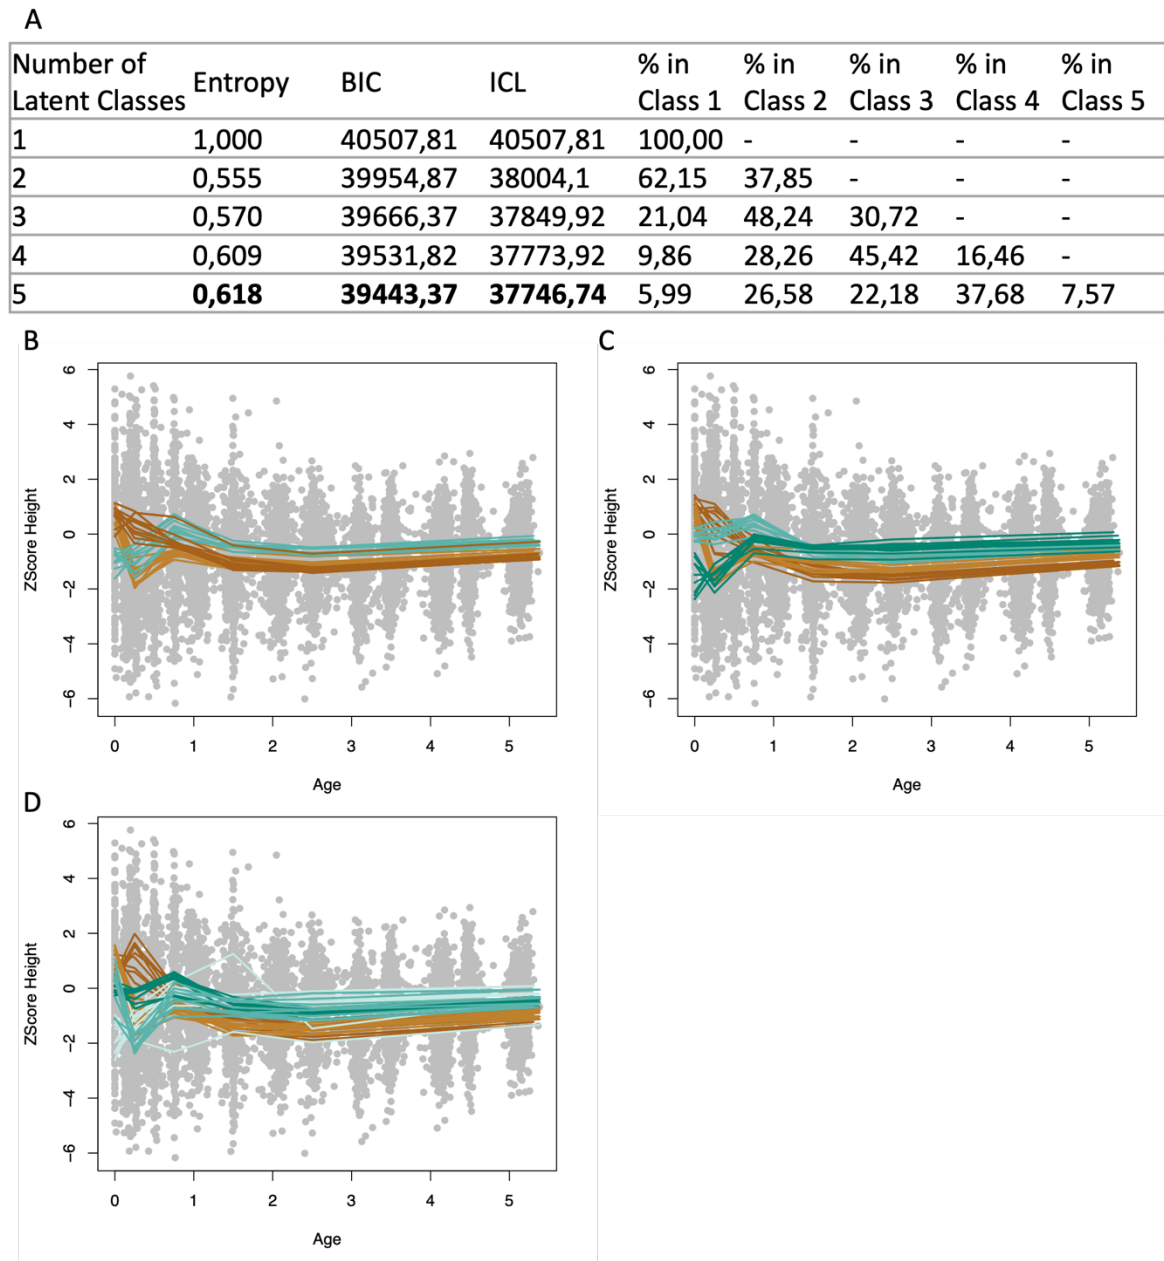 A
Number of Latent Classes Entropy BIC ICL % in Class 1 % in Class 2 % in Class 3 % in Class 4 % in Class 5
1 1,000 40507,81 40507,81 100,00 - - - -
2 0,555 39954,87 38004,1 62,15 37,85 - - -
3 0,570 39666,37 37849,92 21,04 48,24 30,72 - -
4 0,609 39531,82 37773,92 9,86 28,26 45,42 16,46 -
5 0,618 39443,37 37746,74 5,99 26,58 22,18 37,68 7,57
B
ZScore Height
6
4
2
0
−2
−4
−6
0 1 2 3 4 5
Age
C
ZScore Height
6
4
2
0
−2
−4
−6
0 1 2 3 4 5
Age
D
ZScore Height
6
4
2
0
−2
−4
−6
0 1 2 3 4 5
Age